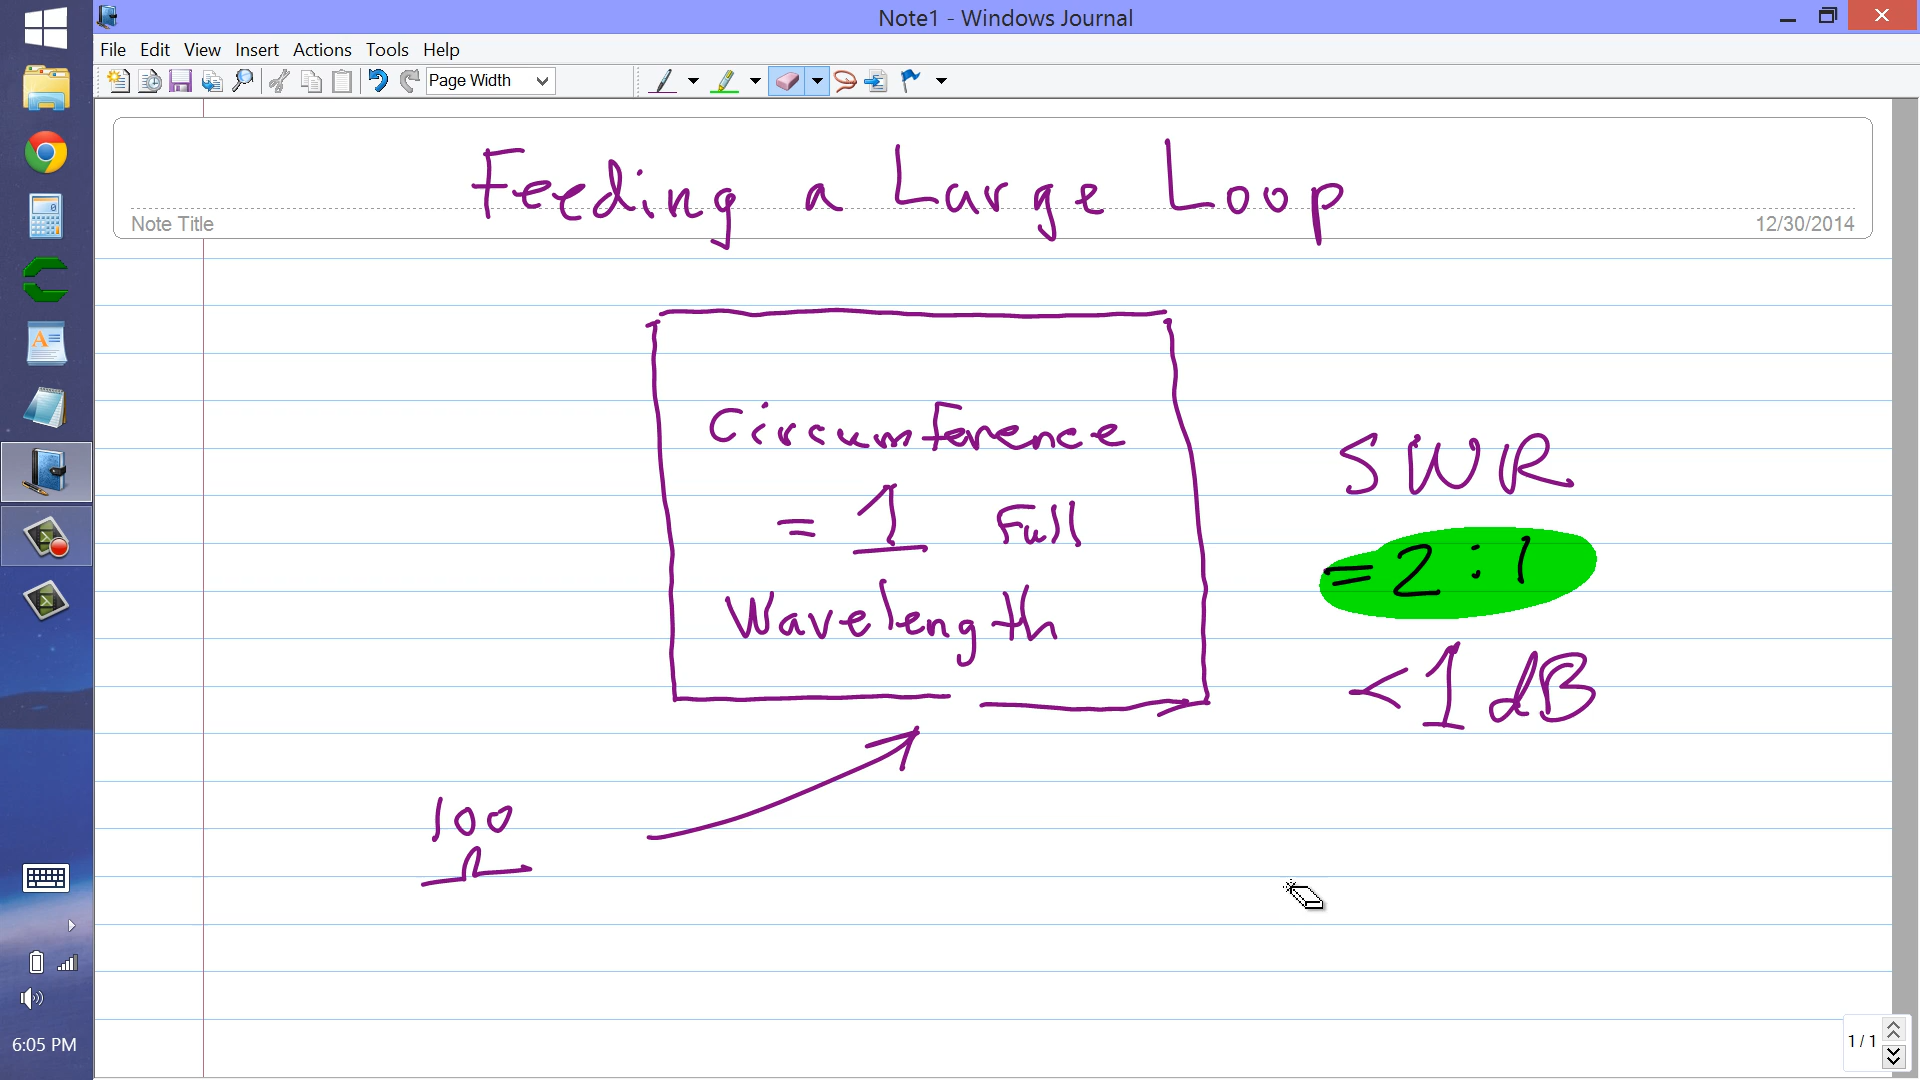 Note1 - Windows Journal
File Edit View Insert Actions Tools Help
Page Width
Feeding a Large Loop
Note Title 12/30/2014
Circumference
= 1 Full
Wavelength
SWR
= 2:1
< 1 dB
100
Ω
6:05 PM
1 / 1